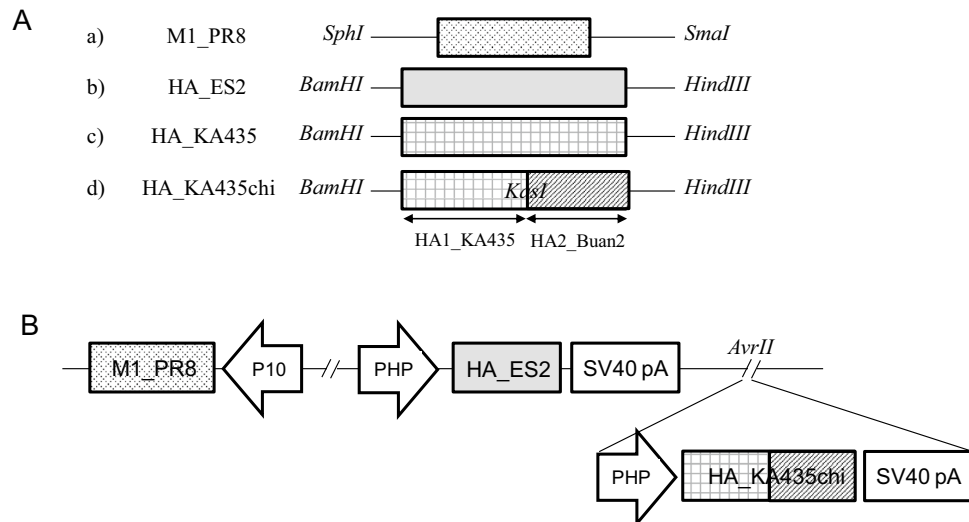 A
a) M1_PR8 SphI SmaI
b) HA_ES2 BamHI HindIII
c) HA_KA435 BamHI HindIII
d) HA_KA435chi BamHI KasI HindIII
HA1_KA435 HA2_Buan2
B
AvrII
M1_PR8 P10 // PHP HA_ES2 SV40 pA //
PHP HA_KA435chi SV40 pA